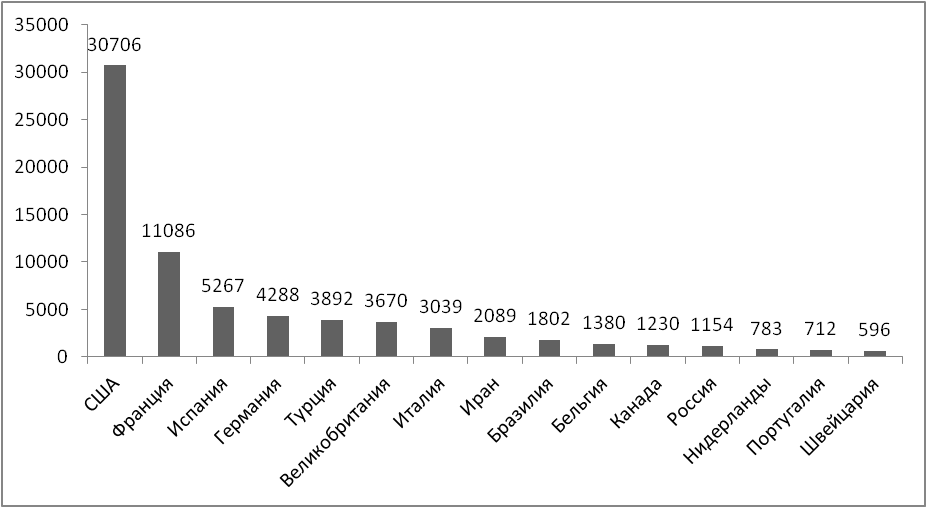 35000
30000
25000
20000
15000
10000
5000
0
30706
11086
5267
4288
3892
3670
3039
2089
1802
1380
1230
1154
783
712
596
США
Франция
Испания
Германия
Турция
Великобритания
Италия
Иран
Бразилия
Бельгия
Канада
Россия
Нидерланды
Португалия
Швейцария